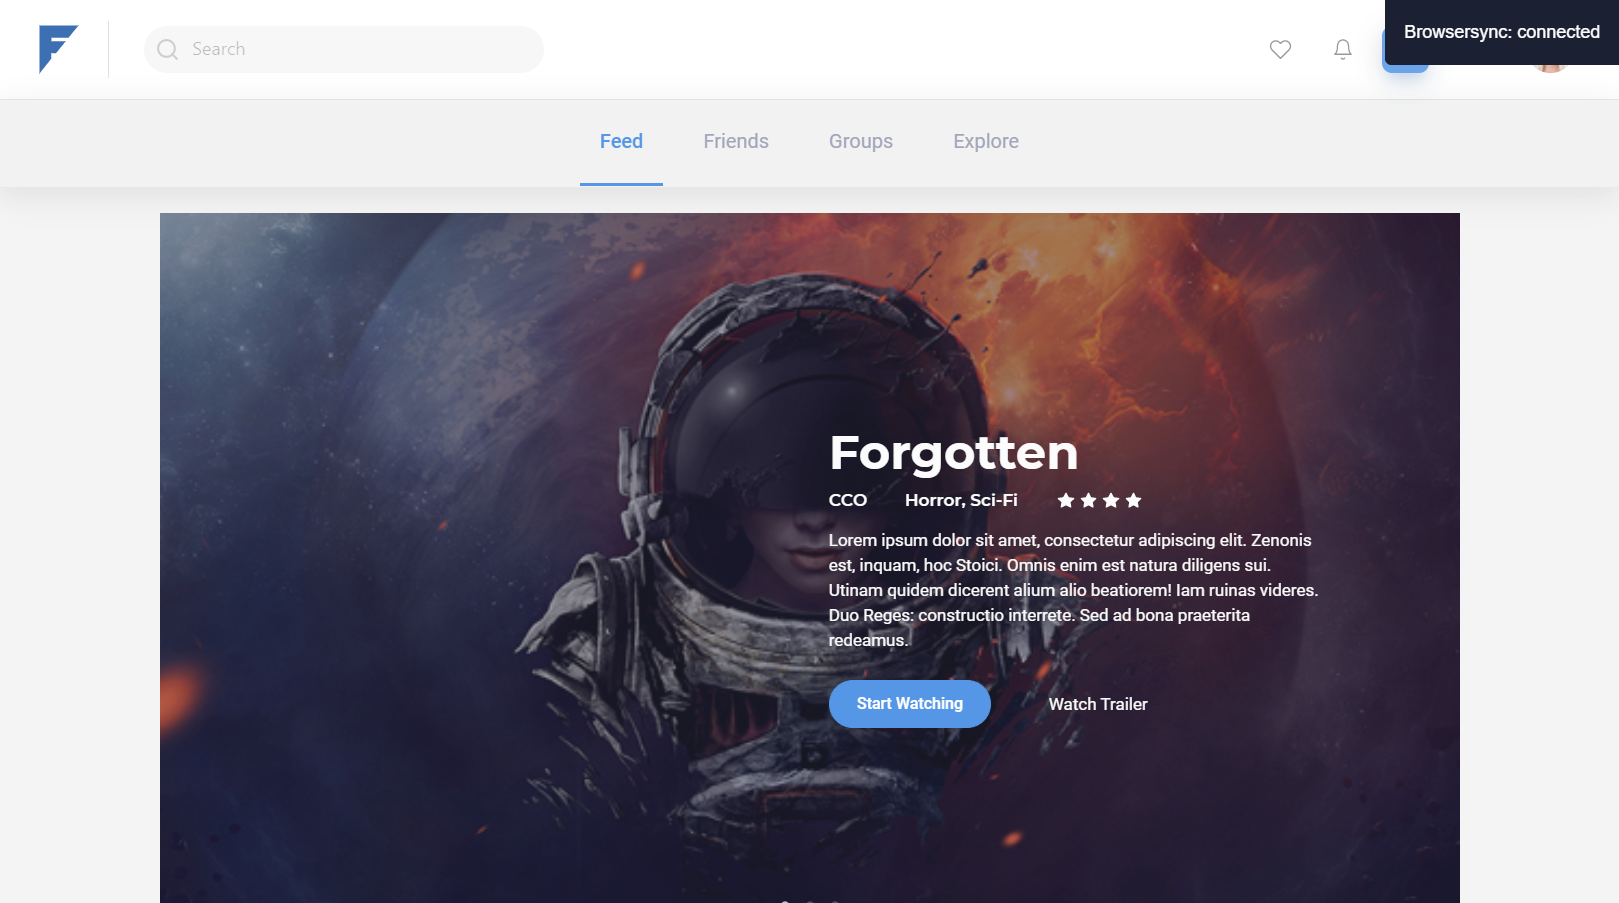 Search
Browsersync: connected
Feed
Friends
Groups
Explore
Forgotten
CCO
Horror, Sci-Fi
Lorem ipsum dolor sit amet, consectetur adipiscing elit. Zenonis
est, inquam, hoc Stoici. Omnis enim est natura diligens sui.
Utinam quidem dicerent alium alio beatiorem! Iam ruinas videres.
Duo Reges: constructio interrete. Sed ad bona praeterita
redeamus.
Start Watching
Watch Trailer